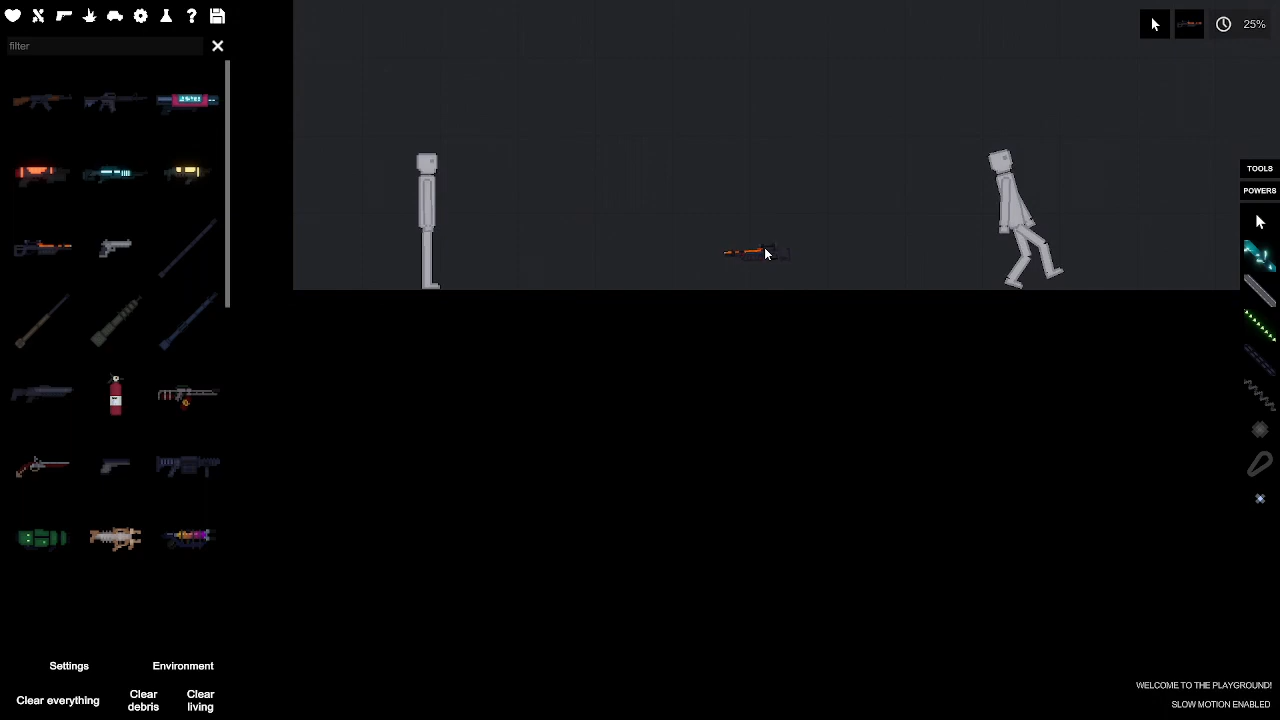 filter
25%
TOOLS
POWERS
Settings
Environment
Clear everything
Clear
debris
Clear
living
WELCOME TO THE PLAYGROUND!
SLOW MOTION ENABLED